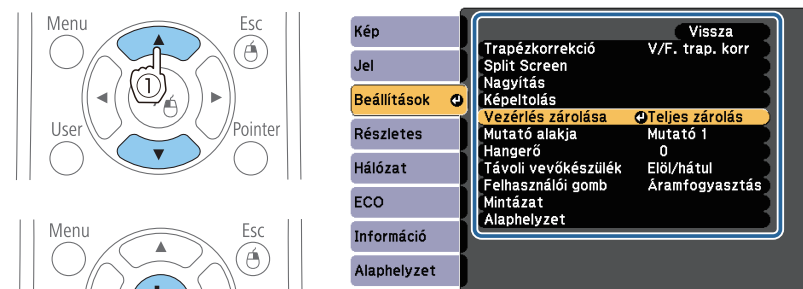 Menu Esc
1
User Pointer
Menu Esc
Kép
Jel
Beállítások
Részletes
Hálózat
ECO
Információ
Alaphelyzet
Vissza
Trapézkorrekció V/F. trap. korr
Split Screen
Nagyítás
Képeltolás
Vezérlés zárolása Teljes zárolás
Mutató alakja Mutató 1
Hangerő 0
Távoli vevőkészülék Elöl/hátul
Felhasználói gomb Áramfogyasztás
Mintázat
Alaphelyzet